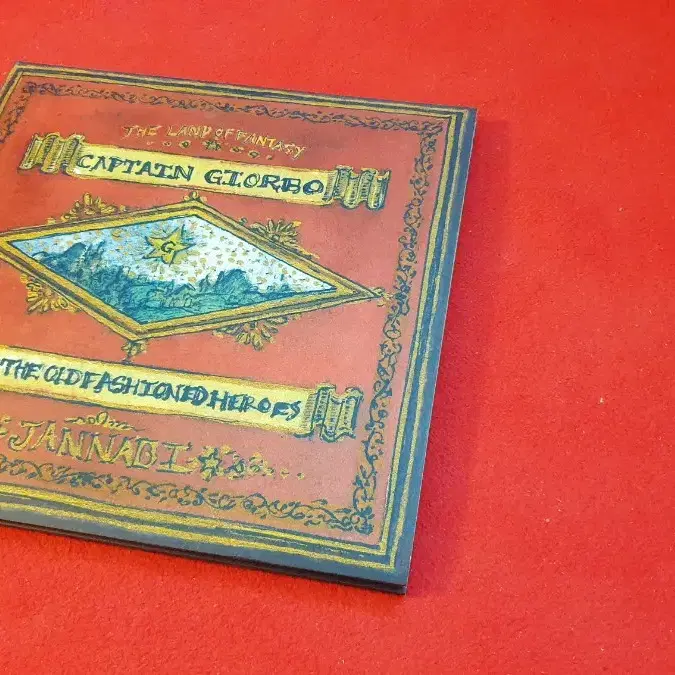 THE LAND OF FANTASY
CAPTAIN GIORBO
G
THE OLD FASHIONED HEROES
JANNABI